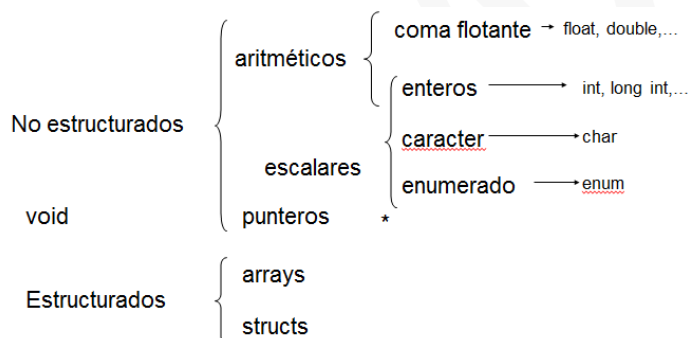 coma flotante → float, double,...
aritméticos
enteros → int, long int,...
No estructurados
caracter → char
escalares
enumerado → enum
void punteros *
arrays
Estructurados
structs